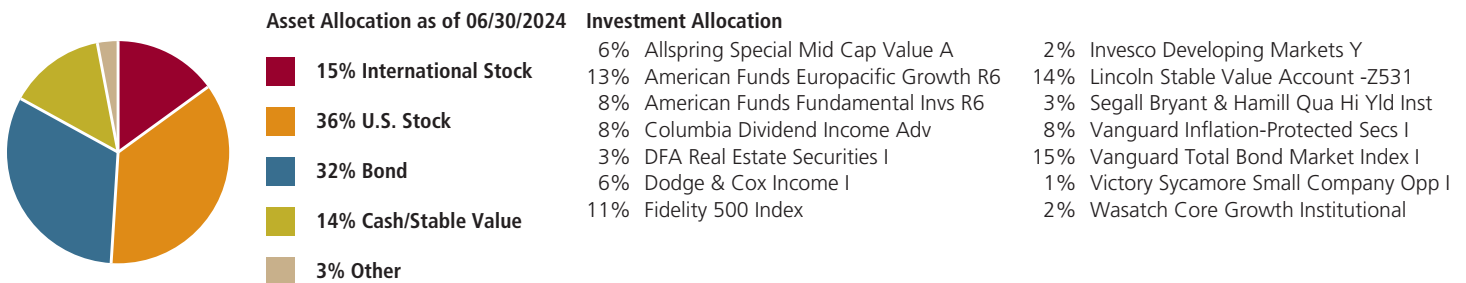 Asset Allocation as of 06/30/2024
15% International Stock
36% U.S. Stock
32% Bond
14% Cash/Stable Value
3% Other
Investment Allocation
6% Allspring Special Mid Cap Value A
13% American Funds Europacific Growth R6
8% American Funds Fundamental Invs R6
8% Columbia Dividend Income Adv
3% DFA Real Estate Securities I
6% Dodge & Cox Income I
11% Fidelity 500 Index
2% Invesco Developing Markets Y
14% Lincoln Stable Value Account -Z531
3% Segall Bryant & Hamill Qua Hi Yld Inst
8% Vanguard Inflation-Protected Secs I
15% Vanguard Total Bond Market Index I
1% Victory Sycamore Small Company Opp I
2% Wasatch Core Growth Institutional